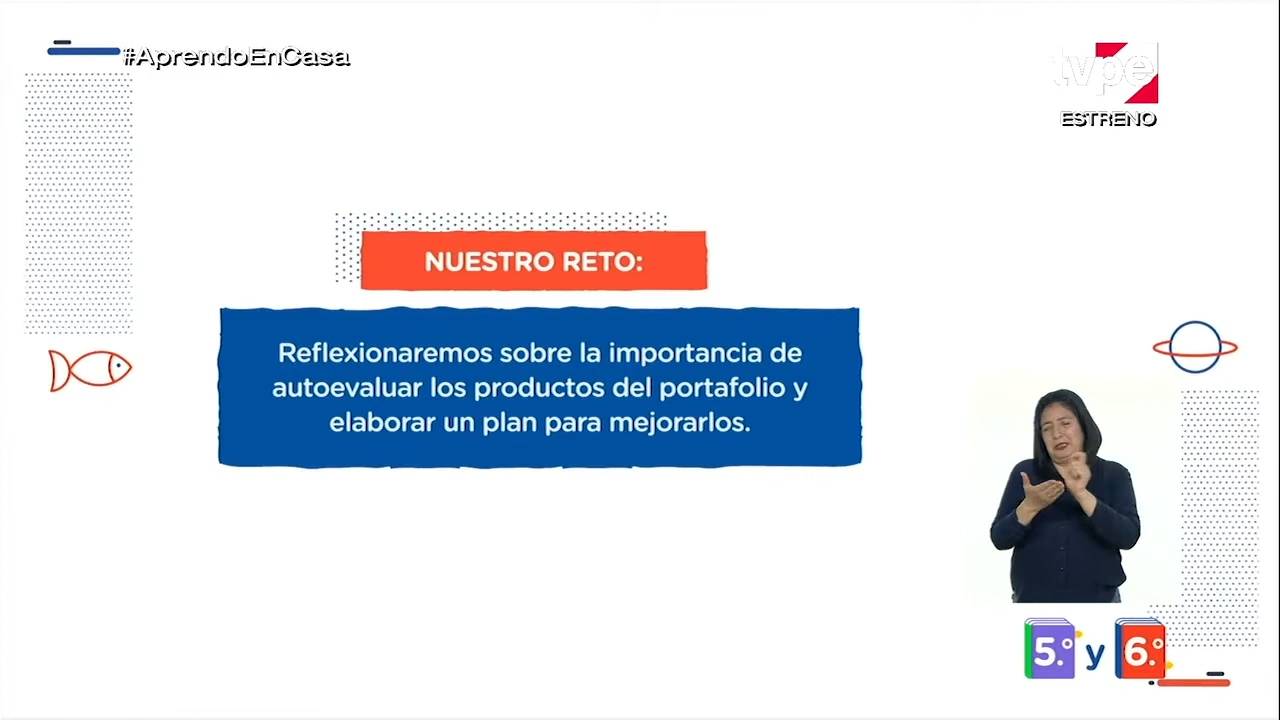 #AprendoEnCasa
tvpe
ESTRENO
NUESTRO RETO:
Reflexionaremos sobre la importancia de
autoevaluar los productos del portafolio y
elaborar un plan para mejorarlos.
5.º y 6.º